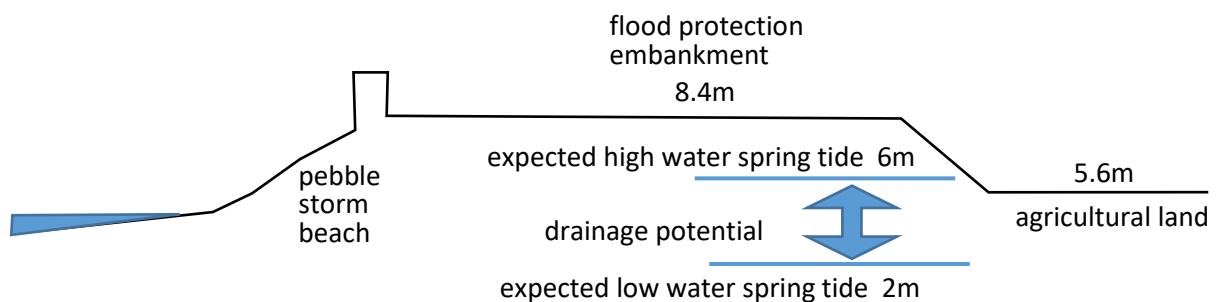 flood protection
embankment
8.4m
expected high water spring tide 6m
pebble
storm
beach
5.6m
agricultural land
drainage potential
expected low water spring tide 2m